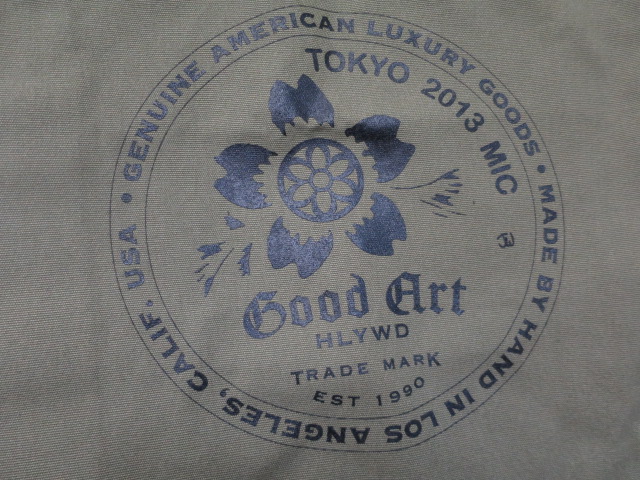 GENUINE AMERICAN LUXURY GOODS • MADE BY HAND IN LOS ANGELES, CALIF. USA •
TOKYO 2013 MIC
Good Art
HLYWD
TRADE MARK
EST 1990